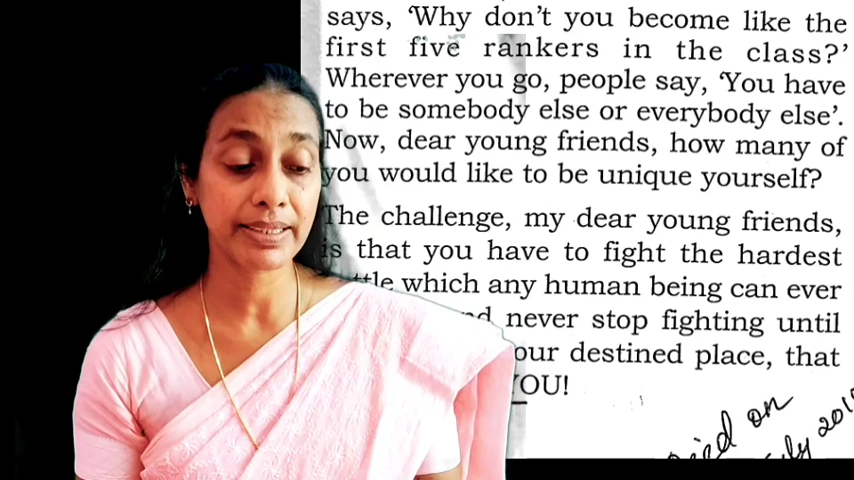 says, ‘Why don’t you become like the
first five rankers in the class?’
Wherever you go, people say, ‘You have
to be somebody else or everybody else’.
Now, dear young friends, how many of
you would like to be unique yourself?
The challenge, my dear young friends,
is that you have to fight the hardest
which any human being can ever
never stop fighting until
destined place, that
YOU!
on